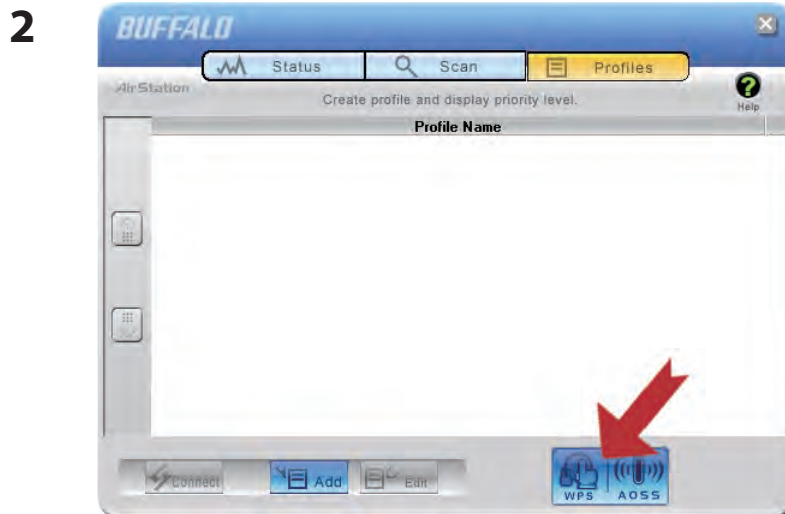 2
BUFFALO
Status Scan Profiles
AirStation
Create profile and display priority level.
Help
Profile Name
Connect Add Edit
WPS AOSS